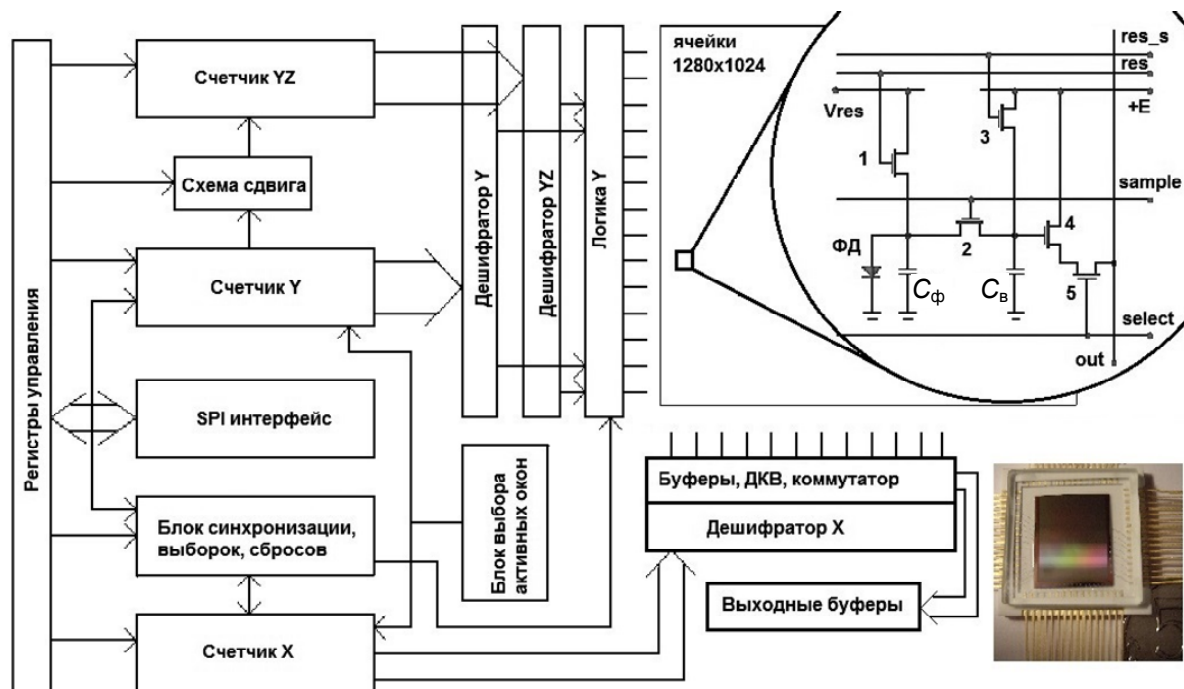 Регистры управления
Счетчик YZ
Схема сдвига
Счетчик Y
SPI интерфейс
Блок синхронизации,
выборок, сбросов
Счетчик X
Дешифратор Y
Дешифратор YZ
Логика Y
Блок выбора
активных окон
ячейки
1280x1024
res_s
res
Vres
+E
1
3
sample
4
ФД
2
Cф
Cв
5
select
out
Буферы, ДКВ, коммутатор
Дешифратор X
Выходные буферы